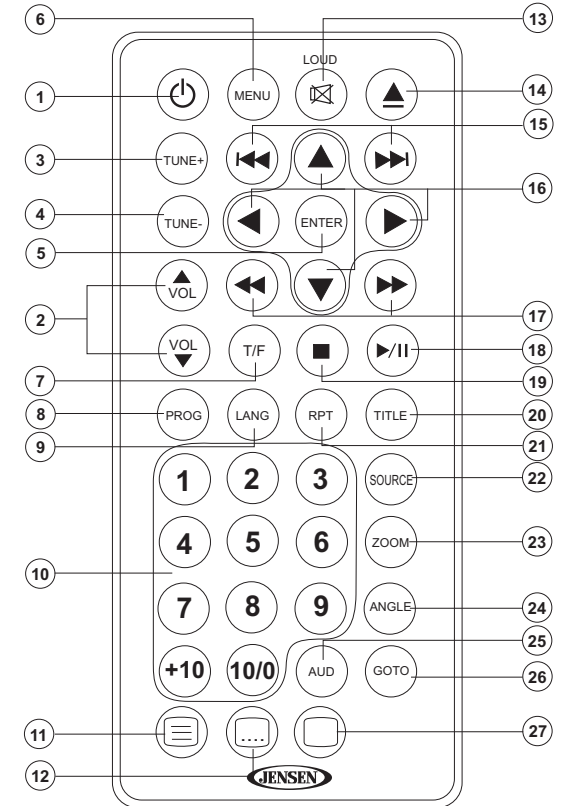 6
13
LOUD
1
MENU
14
15
3
TUNE+
16
4
TUNE-
ENTER
5
VOL
2
17
VOL
T/F
18
7
19
8
PROG
LANG
RPT
TITLE
20
9
21
1
2
3
SOURCE
22
4
5
6
ZOOM
23
10
7
8
9
ANGLE
24
25
+10
10/0
AUD
GOTO
26
11
27
12
JENSEN